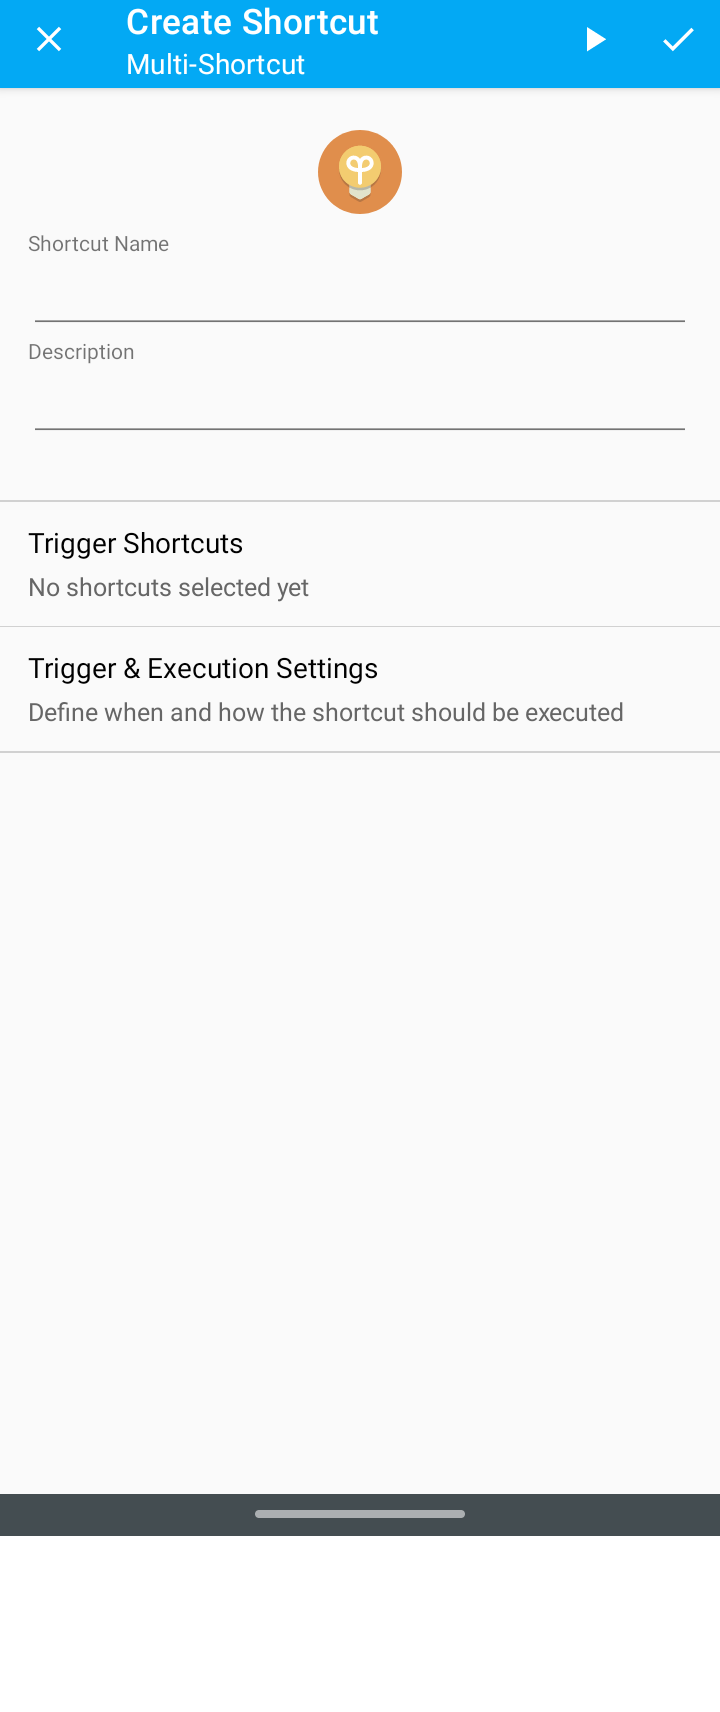 Create Shortcut
Multi-Shortcut
Shortcut Name
Description
Trigger Shortcuts
No shortcuts selected yet
Trigger & Execution Settings
Define when and how the shortcut should be executed